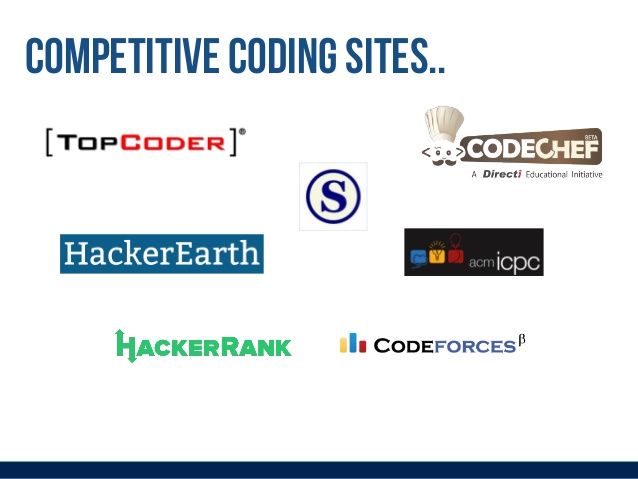 COMPETITIVE CODING SITES..
[TOPCODER]®
BETA
CODECHEF
A Directi Educational Initiative
S
HackerEarth
acm icpc
HACKERRANK
CODEFORCES β